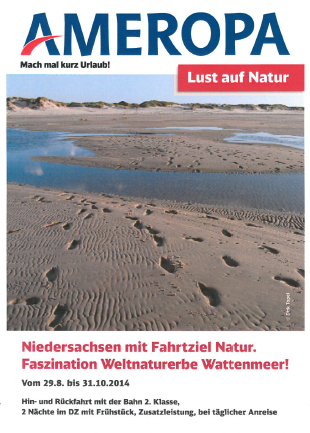 AMEROPA
Mach mal kurz Urlaub!
Lust auf Natur
Niedersachsen mit Fahrtziel Natur.
Faszination Weltnaturerbe Wattenmeer!
Vom 29.8. bis 31.10.2014
Hin- und Rückfahrt mit der Bahn 2. Klasse,
2 Nächte im DZ mit Frühstück, Zusatzleistung, bei täglicher Anreise